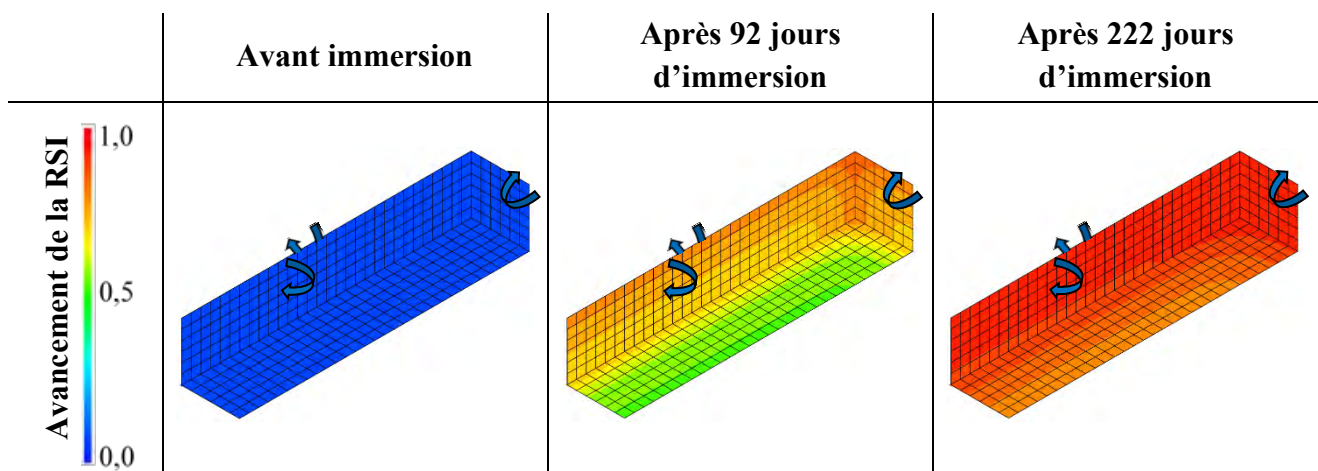 Avant immersion
Après 92 jours
d’immersion
Après 222 jours
d’immersion
Avancement de la RSI
1,0
0,5
0,0